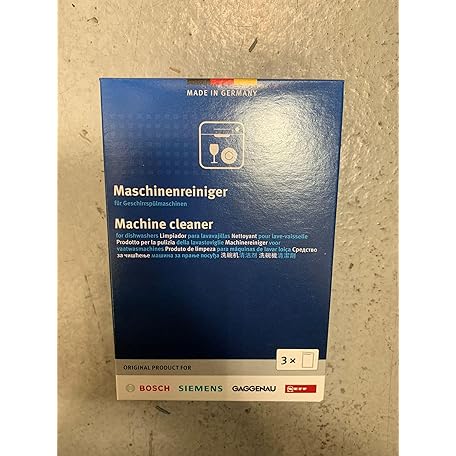 MADE IN GERMANY
Maschinenreiniger
für Geschirrspülmaschinen
Machine cleaner
for dishwashers Limpiador para lavavajillas Nettoyant pour lave-vaisselle
Prodotto per la pulizia della lavastoviglie Machinereiniger voor
vaatwasmachines Produto de limpeza para máquinas de lavar loiça Средство
за чишћење машина за прање посуђа 洗碗机清洁剂 洗碗機清潔劑
3 ×
ORIGINAL PRODUCT FOR
BOSCH SIEMENS GAGGENAU NEFF